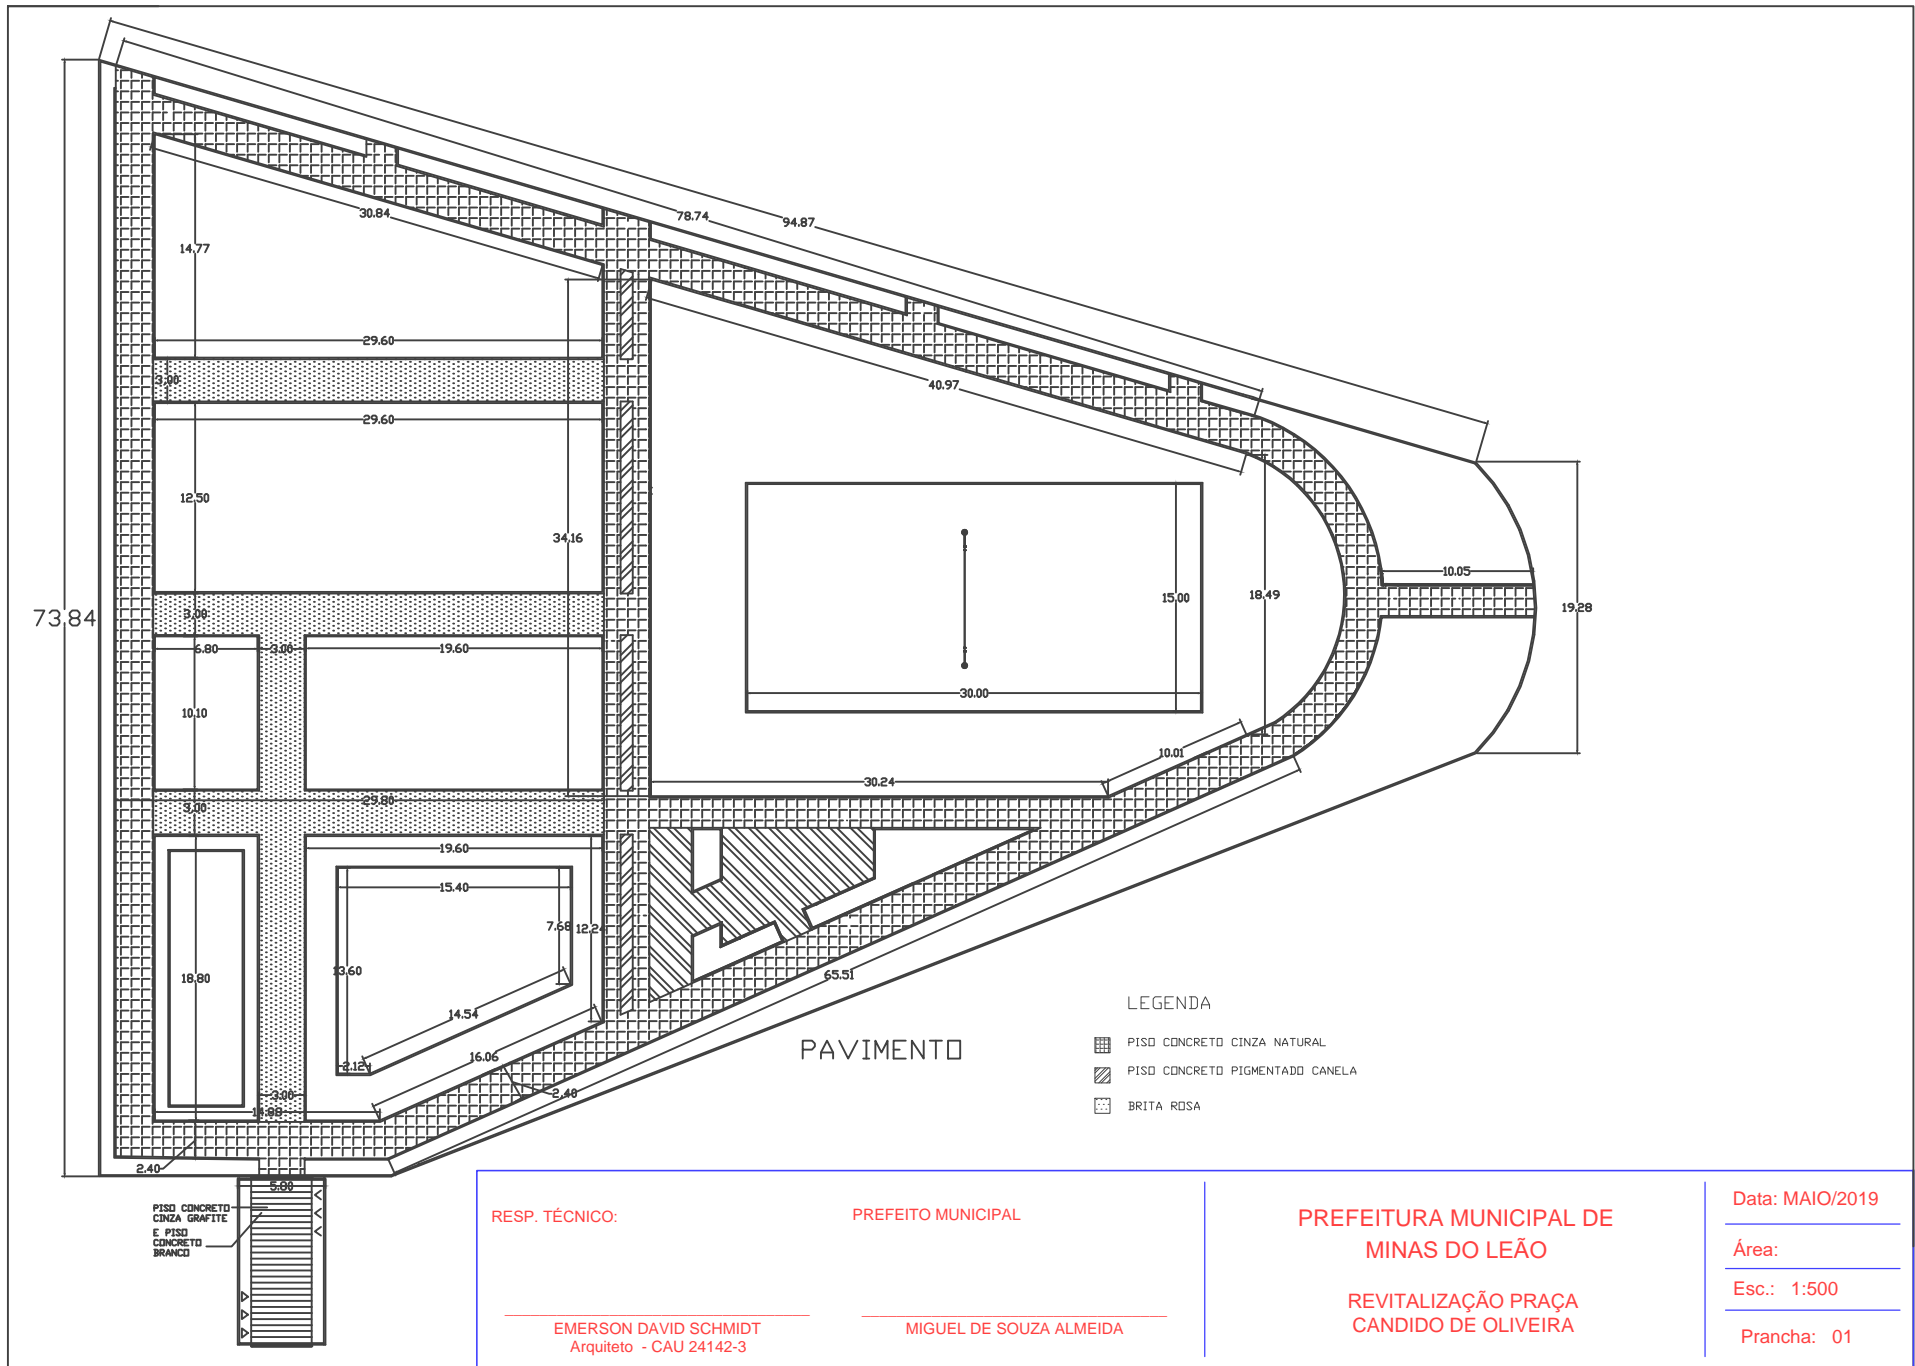 78.74
94.87
30.84
14.77
29.60
3.00
29.60
40.97
12.50
34.16
73.84
3.00
6.80
3.00
19.60
10.10
15.00
18.49
10.05
19.28
30.00
10.01
30.24
3.00
29.80
19.60
15.40
7.68
12.24
13.60
18.80
14.54
16.06
2.12
3.00
14.88
2.40
2.40
65.51
5.00
PAVIMENTO
LEGENDA
PISO CONCRETO CINZA NATURAL
PISO CONCRETO PIGMENTADO CANELA
BRITA ROSA
PISO CONCRETO
CINZA GRAFITE
E PISO
CONCRETO
BRANCO
RESP. TÉCNICO:
EMERSON DAVID SCHMIDT
Arquiteto - CAU 24142-3
PREFEITO MUNICIPAL
MIGUEL DE SOUZA ALMEIDA
PREFEITURA MUNICIPAL DE
MINAS DO LEÃO
REVITALIZAÇÃO PRAÇA
CANDIDO DE OLIVEIRA
Data: MAIO/2019
Área:
Esc.: 1:500
Prancha: 01